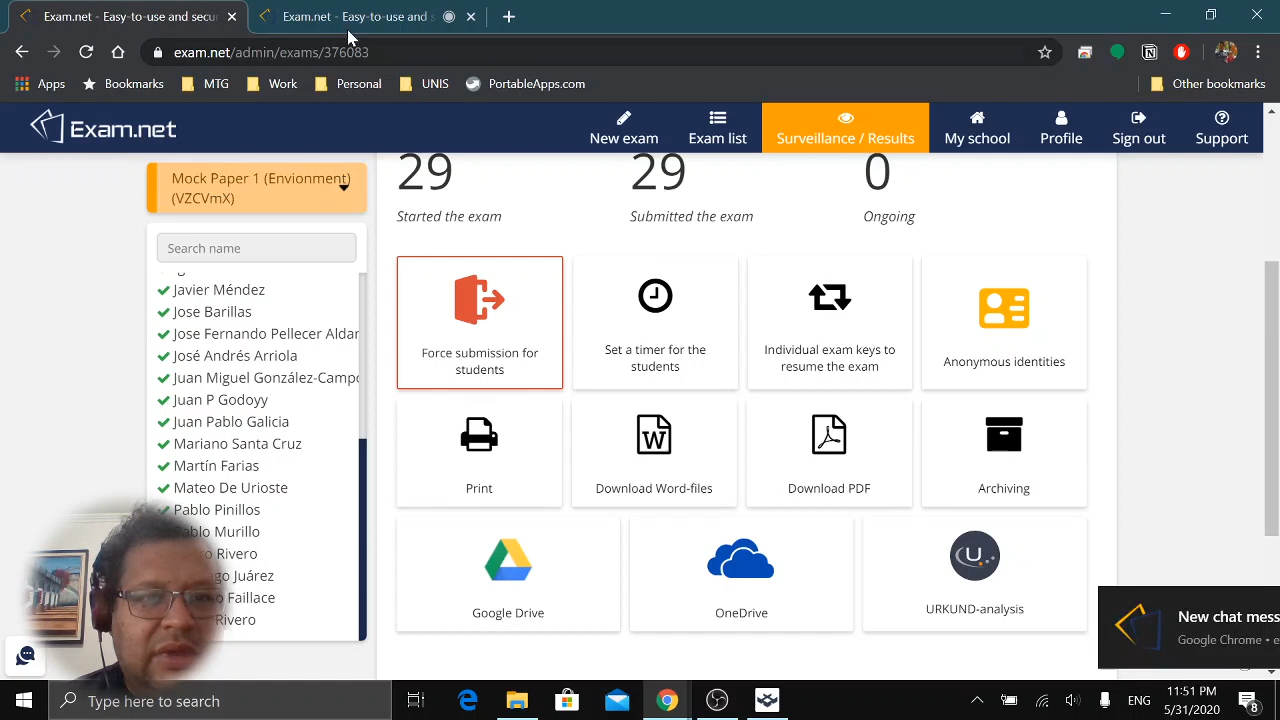 Exam.net - Easy-to-use and secu
Exam.net - Easy-to-use and s
exam.net/admin/exams/376083
Apps
Bookmarks
MTG
Work
Personal
UNIS
PortableApps.com
Other bookmarks
Exam.net
New exam
Exam list
Surveillance / Results
My school
Profile
Sign out
Support
Mock Paper 1 (Envionment)
(VZCVmX)
Search name
Javier Méndez
Jose Barillas
Jose Fernando Pellecer Aldar
José Andrés Arriola
Juan Miguel González-Campo
Juan P Godoyy
Juan Pablo Galicia
Mariano Santa Cruz
Martín Farias
Mateo De Urioste
Pablo Pinillos
Murillo
Rivero
Juárez
Faillace
Rivero
29
Started the exam
29
Submitted the exam
0
Ongoing
Force submission for
students
Set a timer for the
students
Individual exam keys to
resume the exam
Anonymous identities
Print
W
Download Word-files
Download PDF
Archiving
Google Drive
OneDrive
U
URKUND-analysis
New chat mess
Google Chrome • e
Type here to search
ENG
11:51 PM
5/31/2020
8